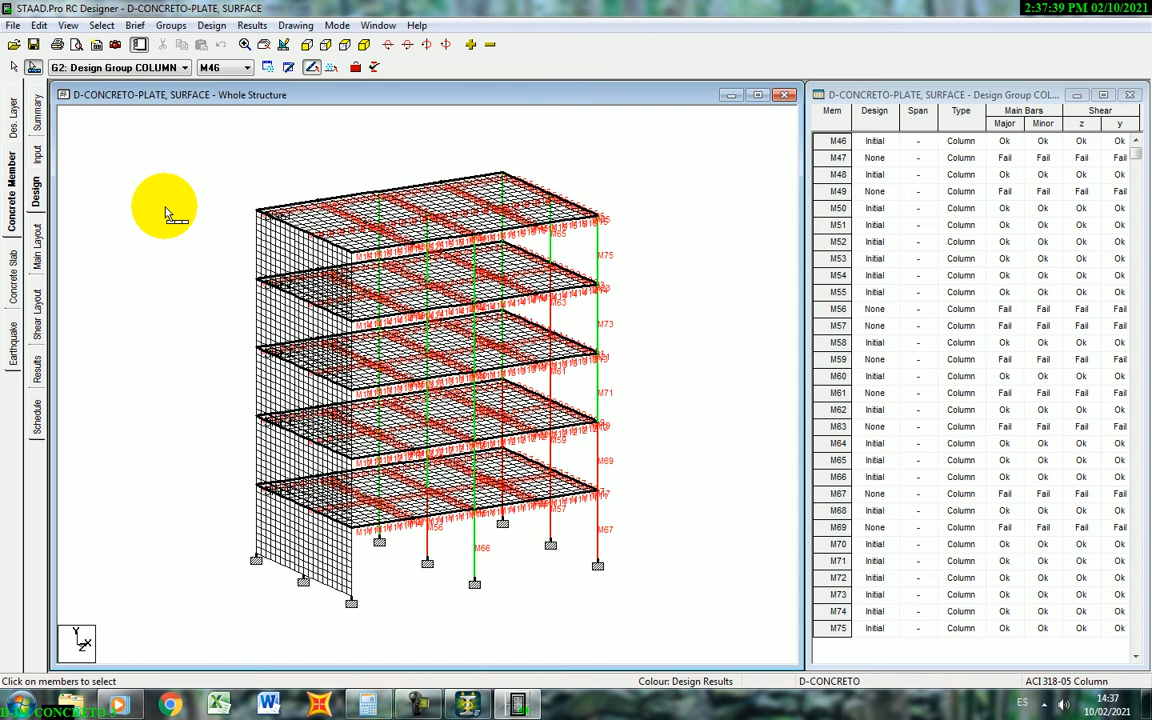 STAAD.Pro RC Designer - D-CONCRETO-PLATE, SURFACE
2:37:39 PM 02/10/2021
File Edit View Select Brief Groups Design Results Drawing Mode Window Help
G2: Design Group COLUMN M46
D-CONCRETO-PLATE, SURFACE - Whole Structure
D-CONCRETO-PLATE, SURFACE - Design Group COL...
Des. Layer
Concrete Member
Concrete Slab
Earthquake
Summary
Input
Design
Main Layout
Shear Layout
Results
Schedule
Mem Design Span Type Main Bars Shear
Major Minor z y
M46 Initial - Column Ok Ok Ok Ok
M47 None - Column Fail Fail Fail Fail
M48 Initial - Column Ok Ok Ok Ok
M49 None - Column Fail Fail Fail Fail
M50 Initial - Column Ok Ok Ok Ok
M51 Initial - Column Ok Ok Ok Ok
M52 Initial - Column Ok Ok Ok Ok
M53 Initial - Column Ok Ok Ok Ok
M54 Initial - Column Ok Ok Ok Ok
M55 Initial - Column Ok Ok Ok Ok
M56 None - Column Fail Fail Fail Fail
M57 None - Column Fail Fail Fail Fail
M58 Initial - Column Ok Ok Ok Ok
M59 None - Column Fail Fail Fail Fail
M60 Initial - Column Ok Ok Ok Ok
M61 None - Column Fail Fail Fail Fail
M62 Initial - Column Ok Ok Ok Ok
M63 None - Column Fail Fail Fail Fail
M64 Initial - Column Ok Ok Ok Ok
M65 Initial - Column Ok Ok Ok Ok
M66 Initial - Column Ok Ok Ok Ok
M67 None - Column Fail Fail Fail Fail
M68 Initial - Column Ok Ok Ok Ok
M69 None - Column Fail Fail Fail Fail
M70 Initial - Column Ok Ok Ok Ok
M71 Initial - Column Ok Ok Ok Ok
M72 Initial - Column Ok Ok Ok Ok
M73 Initial - Column Ok Ok Ok Ok
M74 Initial - Column Ok Ok Ok Ok
M75 Initial - Column Ok Ok Ok Ok
M65
M75
M63
M73
M61
M71
M59
M69
M57
M56
M67
M66
Y
X
Z
Click on members to select
Colour: Design Results
D-CONCRETO
ACI 318-05 Column
ES
14:37
10/02/2021